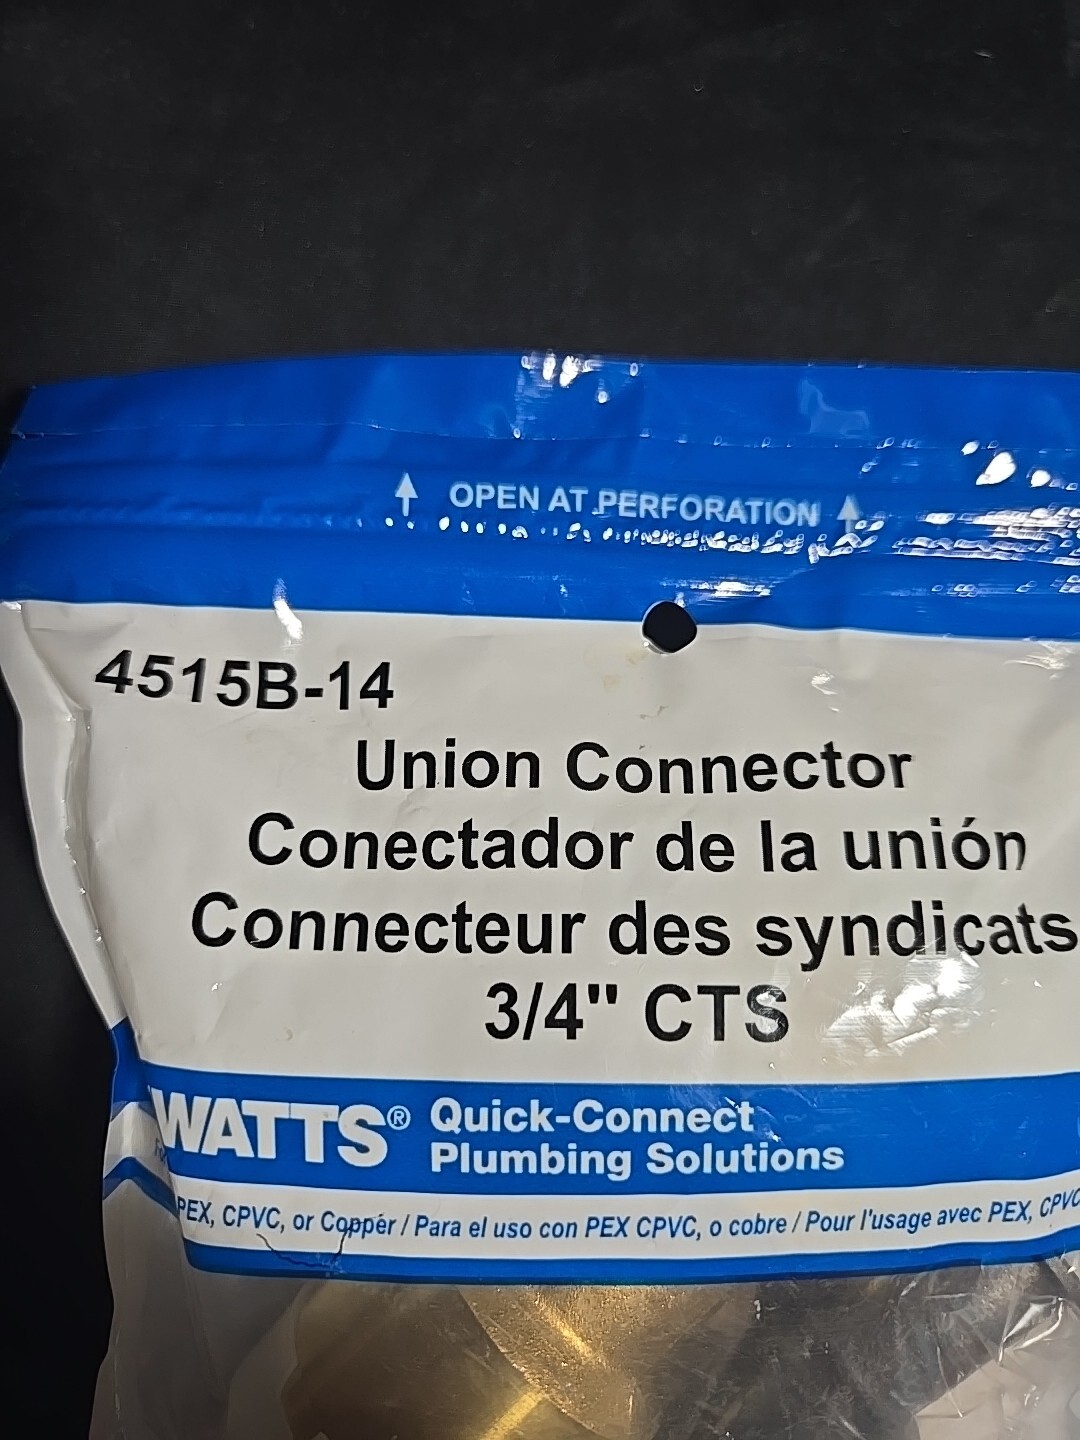 OPEN AT PERFORATION
4515B-14
Union Connector
Conectador de la unión
Connecteur des syndicats
3/4" CTS
WATTS® Quick-Connect
Plumbing Solutions
PEX, CPVC, or Copper / Para el uso con PEX CPVC, o cobre / Pour l'usage avec PEX, CPVC